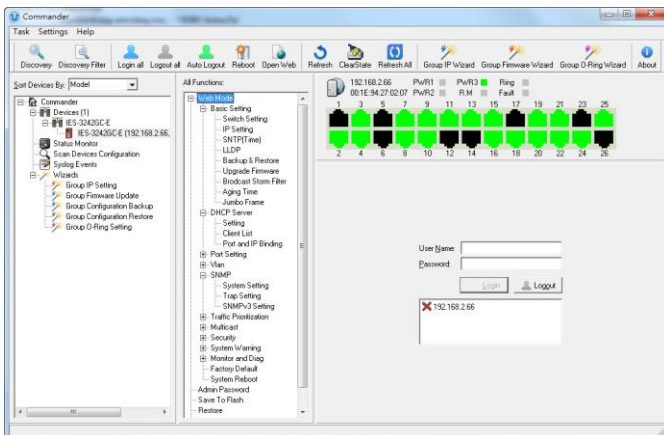 Commander
Task Settings Help
Discovery Discovery Filter Login all Logout all Auto Logout Reboot Open Web Refresh ClearState Refresh All Group IP Wizard Group Firmware Wizard Group O-Ring Wizard About
Sort Devices By: Model
Commander
Devices (1)
IES-3242GC-E
IES-3242GC-E (192.168.2.66.
Status Monitor
Scan Devices Configuration
Syslog Events
Wizards
Group IP Setting
Group Firmware Update
Group Configuration Backup
Group Configuration Restore
Group O-Ring Setting
All Functions:
Web Mode
Basic Setting
Switch Setting
IP Setting
SNTP(Time)
LLDP
Backup & Restore
Upgrade Firmware
Brodcast Storm Filter
Aging Time
Jumbo Frame
DHCP Server
Setting
Client List
Port and IP Binding
Port Setting
Vlan
SNMP
System Setting
Trap Setting
SNMPv3 Setting
Traffic Prioritization
Multicast
Security
System Warning
Monitor and Diag
Factory Default
System Reboot
Admin Password
Save To Flash
Restore
192.168.2.66 PWR1 PWR3 Ring
00:1E:94:27:02:07 PWR2 R.M Fault
1 3 5 7 9 11 13 15 17 19 21 23 25
2 4 6 8 10 12 14 16 18 20 22 24 26
User Name:
Password:
Login Logout
192.168.2.66